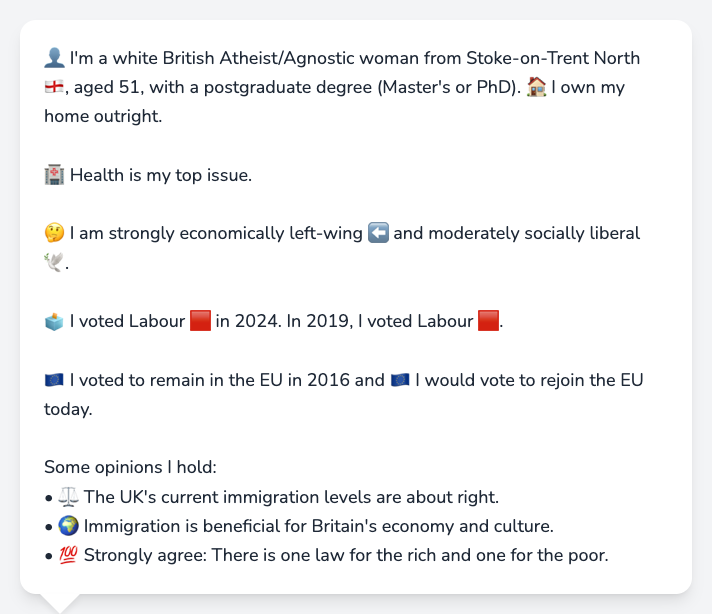 👤 I'm a white British Atheist/Agnostic woman from Stoke-on-Trent North
🏴󠁧󠁢󠁥󠁮󠁧󠁿, aged 51, with a postgraduate degree (Master's or PhD). 🏠 I own my
home outright.
🏥 Health is my top issue.
🤔 I am strongly economically left-wing ⬅️ and moderately socially liberal
🕊️.
🗳️ I voted Labour 🟥 in 2024. In 2019, I voted Labour 🟥.
🇪🇺 I voted to remain in the EU in 2016 and 🇪🇺 I would vote to rejoin the EU
today.
Some opinions I hold:
• ⚖️ The UK's current immigration levels are about right.
• 🌍 Immigration is beneficial for Britain's economy and culture.
• 💯 Strongly agree: There is one law for the rich and one for the poor.